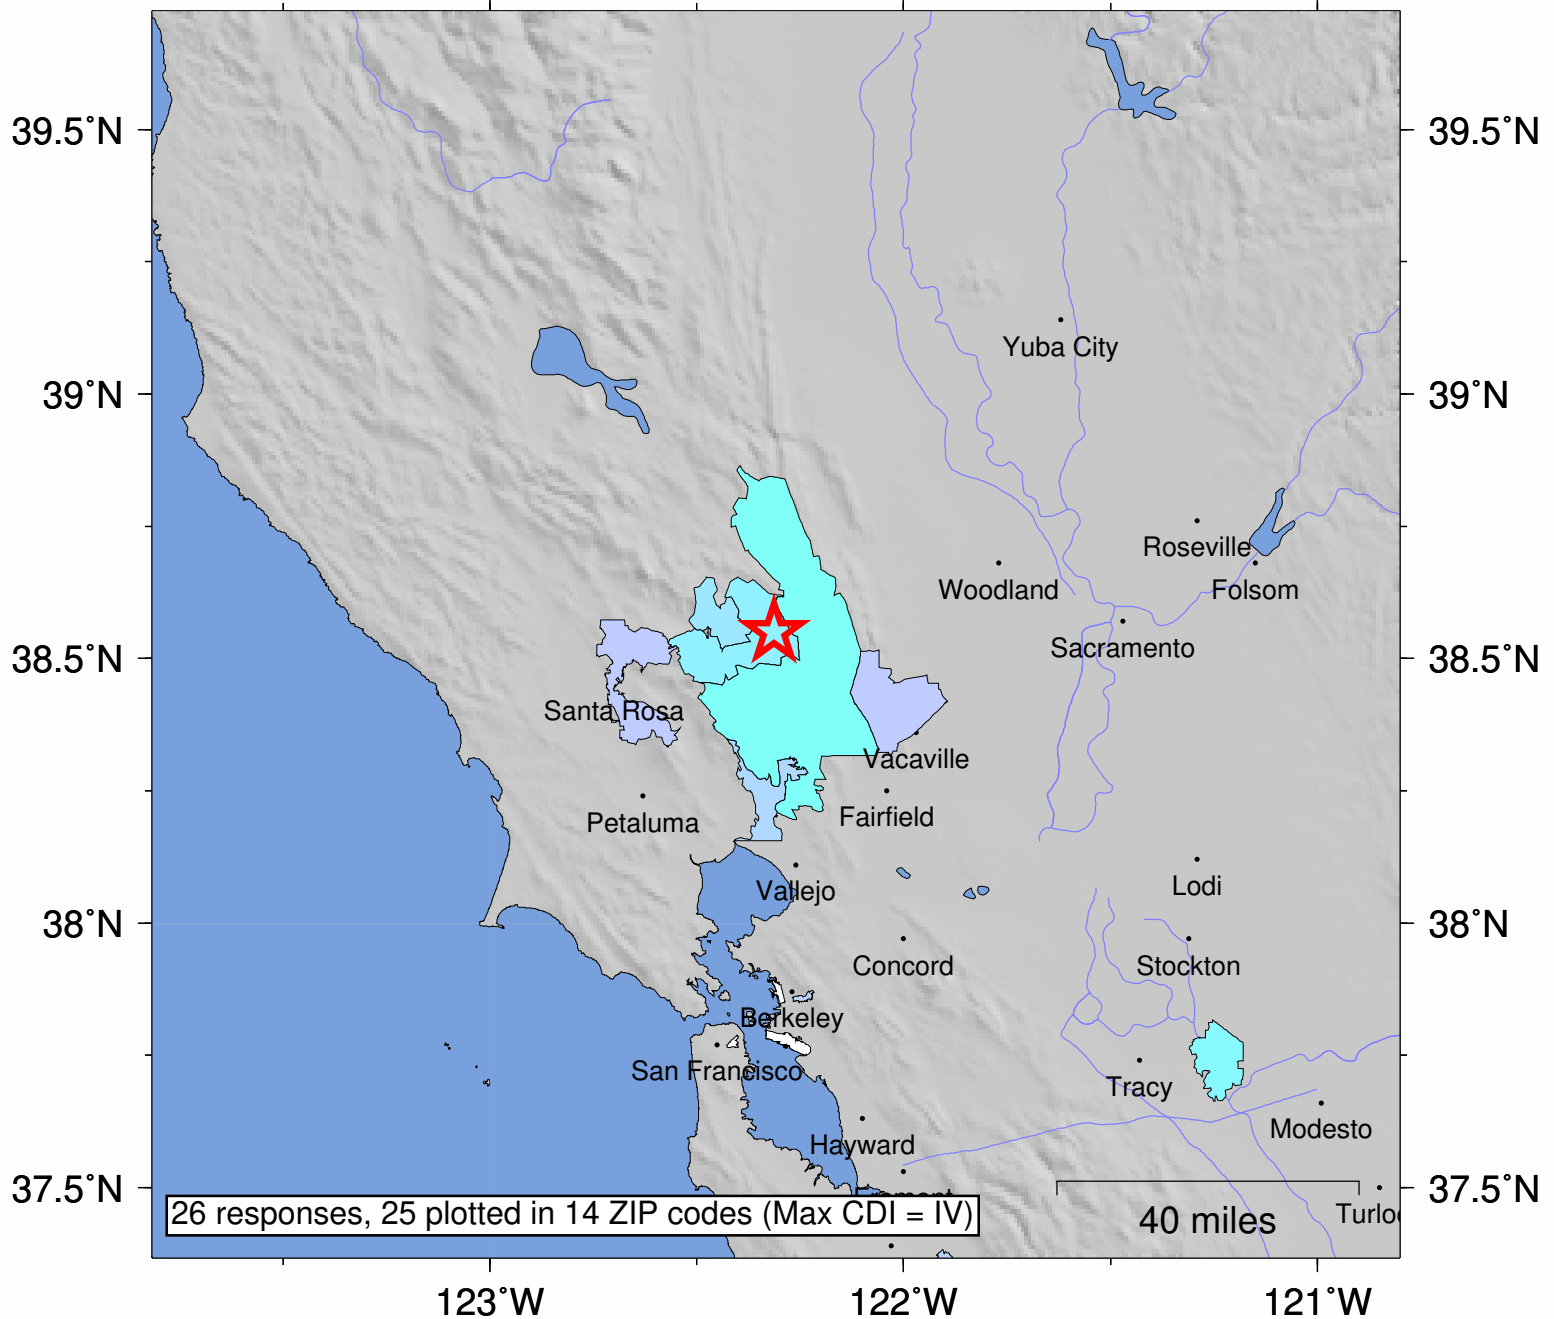 39.5°N
39.5°N
Yuba City
39°N
39°N
Roseville
Woodland
Folsom
Sacramento
38.5°N
38.5°N
Santa Rosa
Vacaville
Fairfield
Petaluma
Vallejo
Lodi
38°N
38°N
Concord
Stockton
Berkeley
San Francisco
Tracy
Modesto
Hayward
37.5°N
37.5°N
26 responses, 25 plotted in 14 ZIP codes (Max CDI = IV)
40 miles
123°W
122°W
121°W